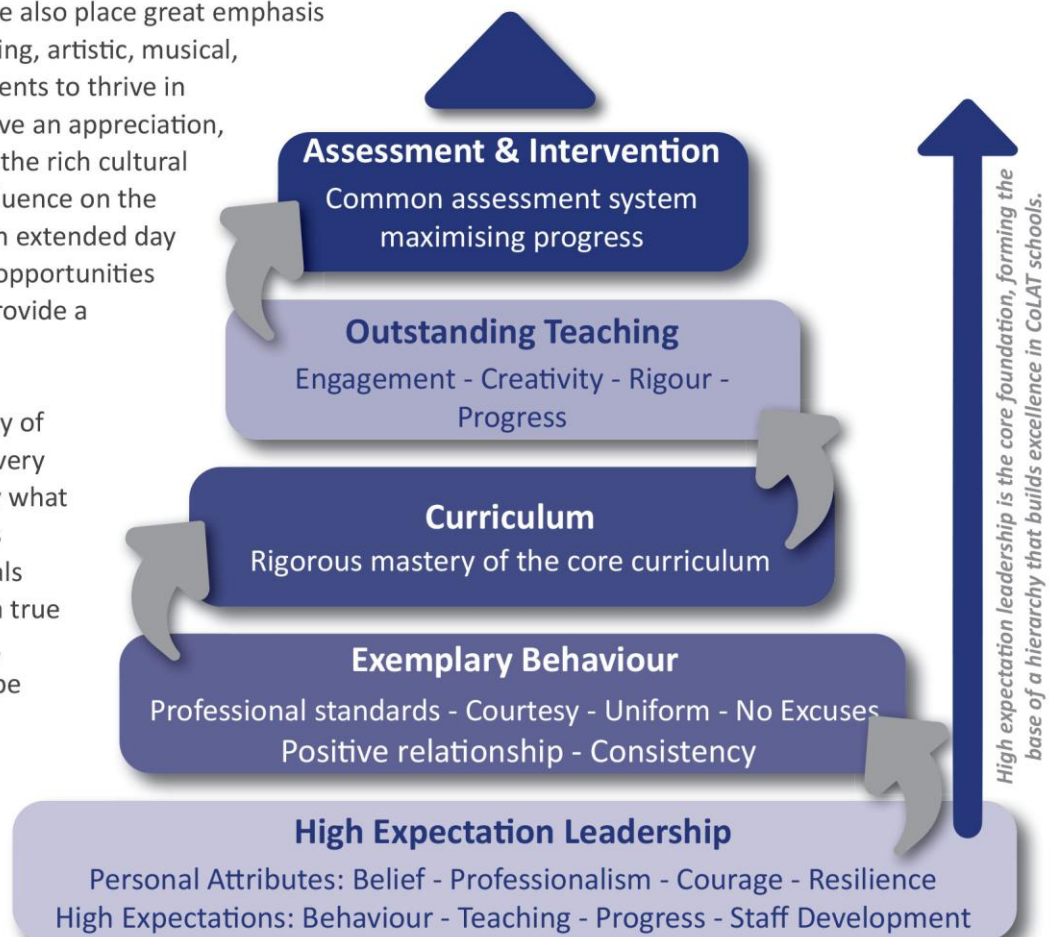 e also place great emphasis
ing, artistic, musical,
ents to thrive in
ve an appreciation,
the rich cultural
uence on the
n extended day
opportunities
rovide a
y of
very
what
als
true
be
Assessment & Intervention
Common assessment system
maximising progress
Outstanding Teaching
Engagement - Creativity - Rigour -
Progress
Curriculum
Rigorous mastery of the core curriculum
Exemplary Behaviour
Professional standards - Courtesy - Uniform - No Excuses
Positive relationship - Consistency
High Expectation Leadership
Personal Attributes: Belief - Professionalism - Courage - Resilience
High Expectations: Behaviour - Teaching - Progress - Staff Development
High expectation leadership is the core foundation, forming the
base of a hierarchy that builds excellence in CoLAT schools.